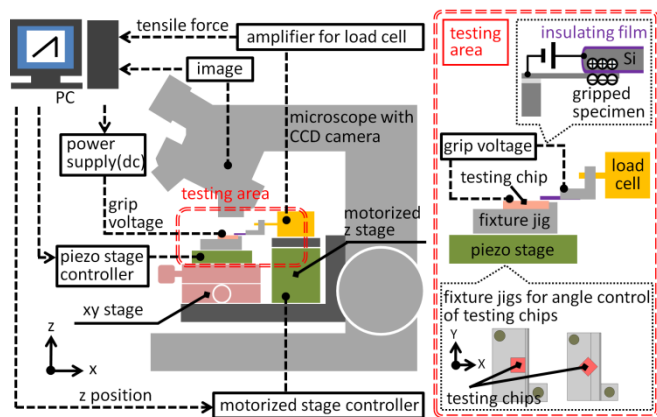 tensile force
amplifier for load cell
image
PC
microscope with
CCD camera
power
supply(dc)
testing area
grip
voltage
motorized
z stage
piezo stage
controller
xy stage
z
x
z position
motorized stage controller
testing
area
insulating film
Si
gripped
specimen
grip voltage
testing chip
load
cell
fixture jig
piezo stage
fixture jigs for angle control
of testing chips
Y
X
testing chips